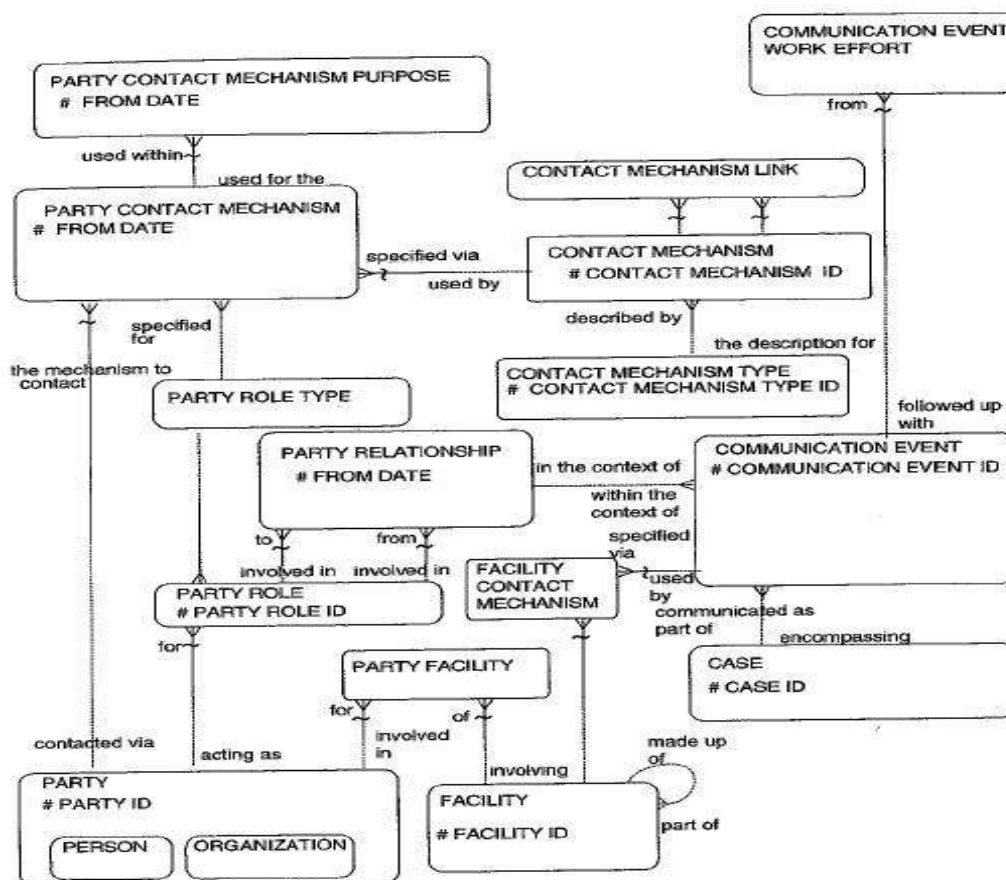 COMMUNICATION EVENT
WORK EFFORT
PARTY CONTACT MECHANISM PURPOSE
# FROM DATE
from
used within
used for the
CONTACT MECHANISM LINK
PARTY CONTACT MECHANISM
# FROM DATE
specified via
used by
CONTACT MECHANISM
# CONTACT MECHANISM ID
specified
for
described by
the description for
the mechanism to
contact
CONTACT MECHANISM TYPE
# CONTACT MECHANISM TYPE ID
PARTY ROLE TYPE
followed up
with
PARTY RELATIONSHIP
# FROM DATE
in the context of
within the
context of
COMMUNICATION EVENT
# COMMUNICATION EVENT ID
to
from
specified
via
involved in
involved in
FACILITY
CONTACT
MECHANISM
used
by
PARTY ROLE
# PARTY ROLE ID
communicated as
part of
encompassing
for
PARTY FACILITY
CASE
# CASE ID
for
of
involved
in
made up
of
contacted via
acting as
involving
part of
PARTY
# PARTY ID
PERSON
ORGANIZATION
FACILITY
# FACILITY ID